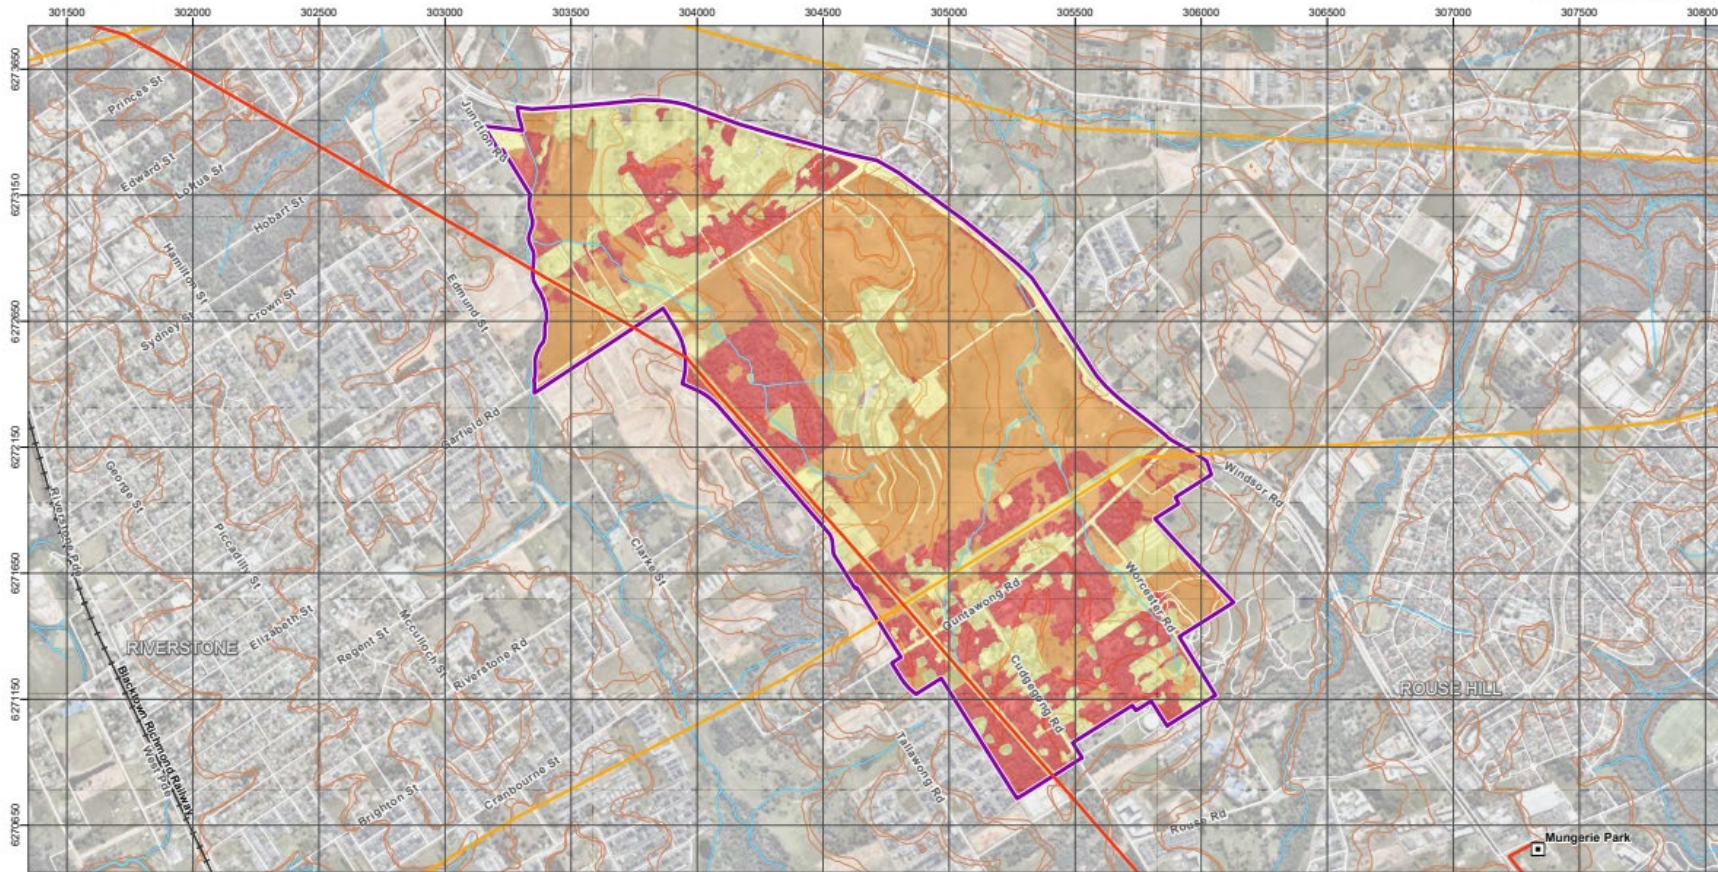 301500 302000 302500 303000 303500 304000 304500 305000 305500 306000 306500 307000 307500 3080
6273650
6273150
6272650
6272150
6271650
6271150
6270650
Princes St
Junction Rd
Edward St
Loftus St
Hobart St
Hamilton St
Edmund St
Crown St
Sydney St
Garfield Rd
George St
Windsor Rd
Riverstone Pde
Piccadilly St
Clarke St
Worcester Rd
Guntawong Rd
Elizabeth St
McCulloch St
RIVERSTONE
Regent St
Riverstone Rd
Cudgegong Rd
ROUSE HILL
Blacktown Richmond Railway
West Pde
Tallawong Rd
Cranbourne St
Brighton St
Rouse Rd
Mungerie Park